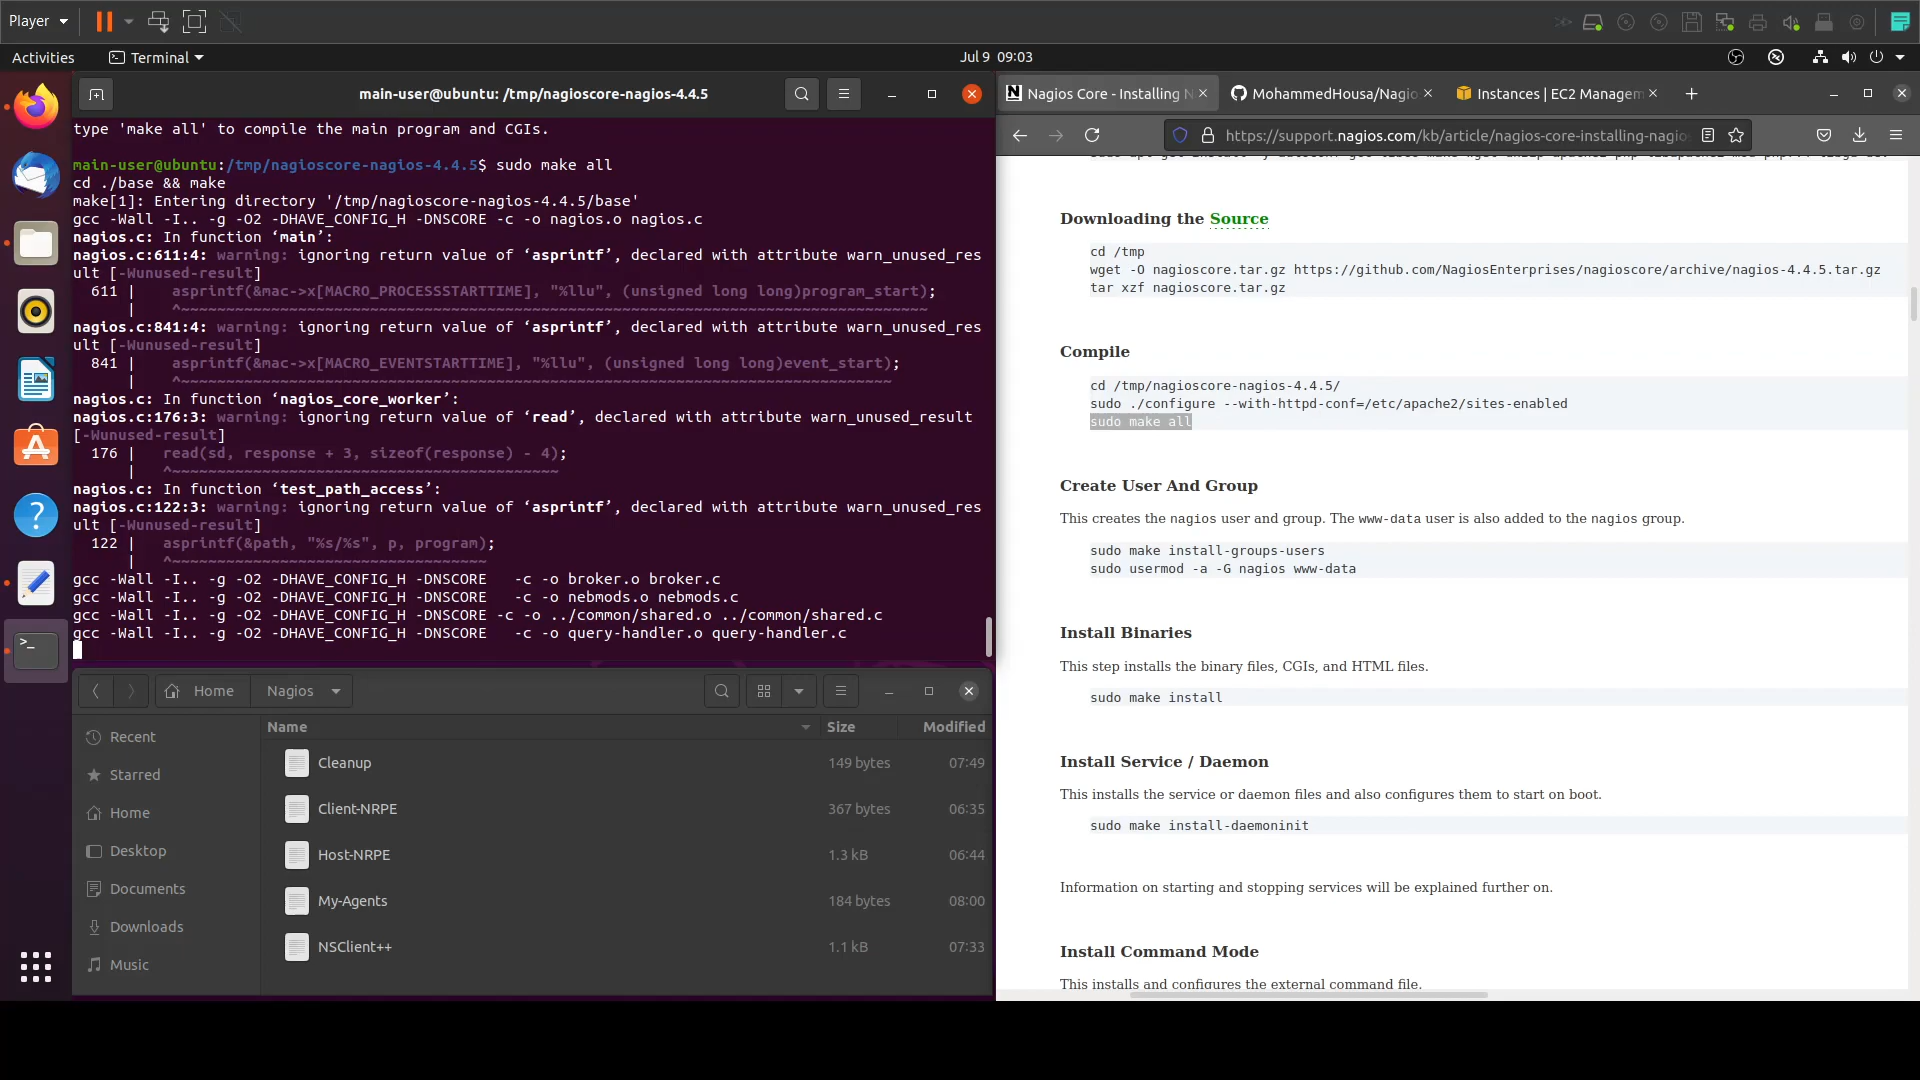 Player
Activities
Terminal
Jul 9 09:03
main-user@ubuntu: /tmp/nagioscore-nagios-4.4.5
type 'make all' to compile the main program and CGIs.
main-user@ubuntu:/tmp/nagioscore-nagios-4.4.5$ sudo make all
cd ./base && make
make[1]: Entering directory '/tmp/nagioscore-nagios-4.4.5/base'
gcc -Wall -I.. -g -O2 -DHAVE_CONFIG_H -DNSCORE -c -o nagios.o nagios.c
nagios.c: In function ‘main’:
nagios.c:611:4: warning: ignoring return value of ‘asprintf’, declared with attribute warn_unused_res
ult [-Wunused-result]
611 |    asprintf(&mac->x[MACRO_PROCESSSTARTTIME], "%llu", (unsigned long long)program_start);
|    ^~~~~~~~~~~~~~~~~~~~~~~~~~~~~~~~~~~~~~~~~~~~~~~~~~~~~~~~~~~~~~~~~~~~~~~~~~~~~~~~~~~
nagios.c:841:4: warning: ignoring return value of ‘asprintf’, declared with attribute warn_unused_res
ult [-Wunused-result]
841 |    asprintf(&mac->x[MACRO_EVENTSTARTTIME], "%llu", (unsigned long long)event_start);
|    ^~~~~~~~~~~~~~~~~~~~~~~~~~~~~~~~~~~~~~~~~~~~~~~~~~~~~~~~~~~~~~~~~~~~~~~~~~~~~~~
nagios.c: In function ‘nagios_core_worker’:
nagios.c:176:3: warning: ignoring return value of ‘read’, declared with attribute warn_unused_result
[-Wunused-result]
176 |   read(sd, response + 3, sizeof(response) - 4);
|   ^~~~~~~~~~~~~~~~~~~~~~~~~~~~~~~~~~~~~~~~~~~~
nagios.c: In function ‘test_path_access’:
nagios.c:122:3: warning: ignoring return value of ‘asprintf’, declared with attribute warn_unused_res
ult [-Wunused-result]
122 |   asprintf(&path, "%s/%s", p, program);
|   ^~~~~~~~~~~~~~~~~~~~~~~~~~~~~~~~~~~~
gcc -Wall -I.. -g -O2 -DHAVE_CONFIG_H -DNSCORE   -c -o broker.o broker.c
gcc -Wall -I.. -g -O2 -DHAVE_CONFIG_H -DNSCORE   -c -o nebmods.o nebmods.c
gcc -Wall -I.. -g -O2 -DHAVE_CONFIG_H -DNSCORE -c -o ../common/shared.o ../common/shared.c
gcc -Wall -I.. -g -O2 -DHAVE_CONFIG_H -DNSCORE   -c -o query-handler.o query-handler.c
Home
Nagios
Name Size Modified
Recent
Starred
Home
Desktop
Documents
Downloads
Music
Cleanup 149 bytes 07:49
Client-NRPE 367 bytes 06:35
Host-NRPE 1.3 kB 06:44
My-Agents 184 bytes 08:00
NSClient++ 1.1 kB 07:33
Nagios Core - Installing N
MohammedHousa/Nagio
Instances | EC2 Managem
https://support.nagios.com/kb/article/nagios-core-installing-nagio
Downloading the Source
cd /tmp
wget -O nagioscore.tar.gz https://github.com/NagiosEnterprises/nagioscore/archive/nagios-4.4.5.tar.gz
tar xzf nagioscore.tar.gz
Compile
cd /tmp/nagioscore-nagios-4.4.5/
sudo ./configure --with-httpd-conf=/etc/apache2/sites-enabled
sudo make all
Create User And Group
This creates the nagios user and group. The www-data user is also added to the nagios group.
sudo make install-groups-users
sudo usermod -a -G nagios www-data
Install Binaries
This step installs the binary files, CGIs, and HTML files.
sudo make install
Install Service / Daemon
This installs the service or daemon files and also configures them to start on boot.
sudo make install-daemoninit
Information on starting and stopping services will be explained further on.
Install Command Mode
This installs and configures the external command file.